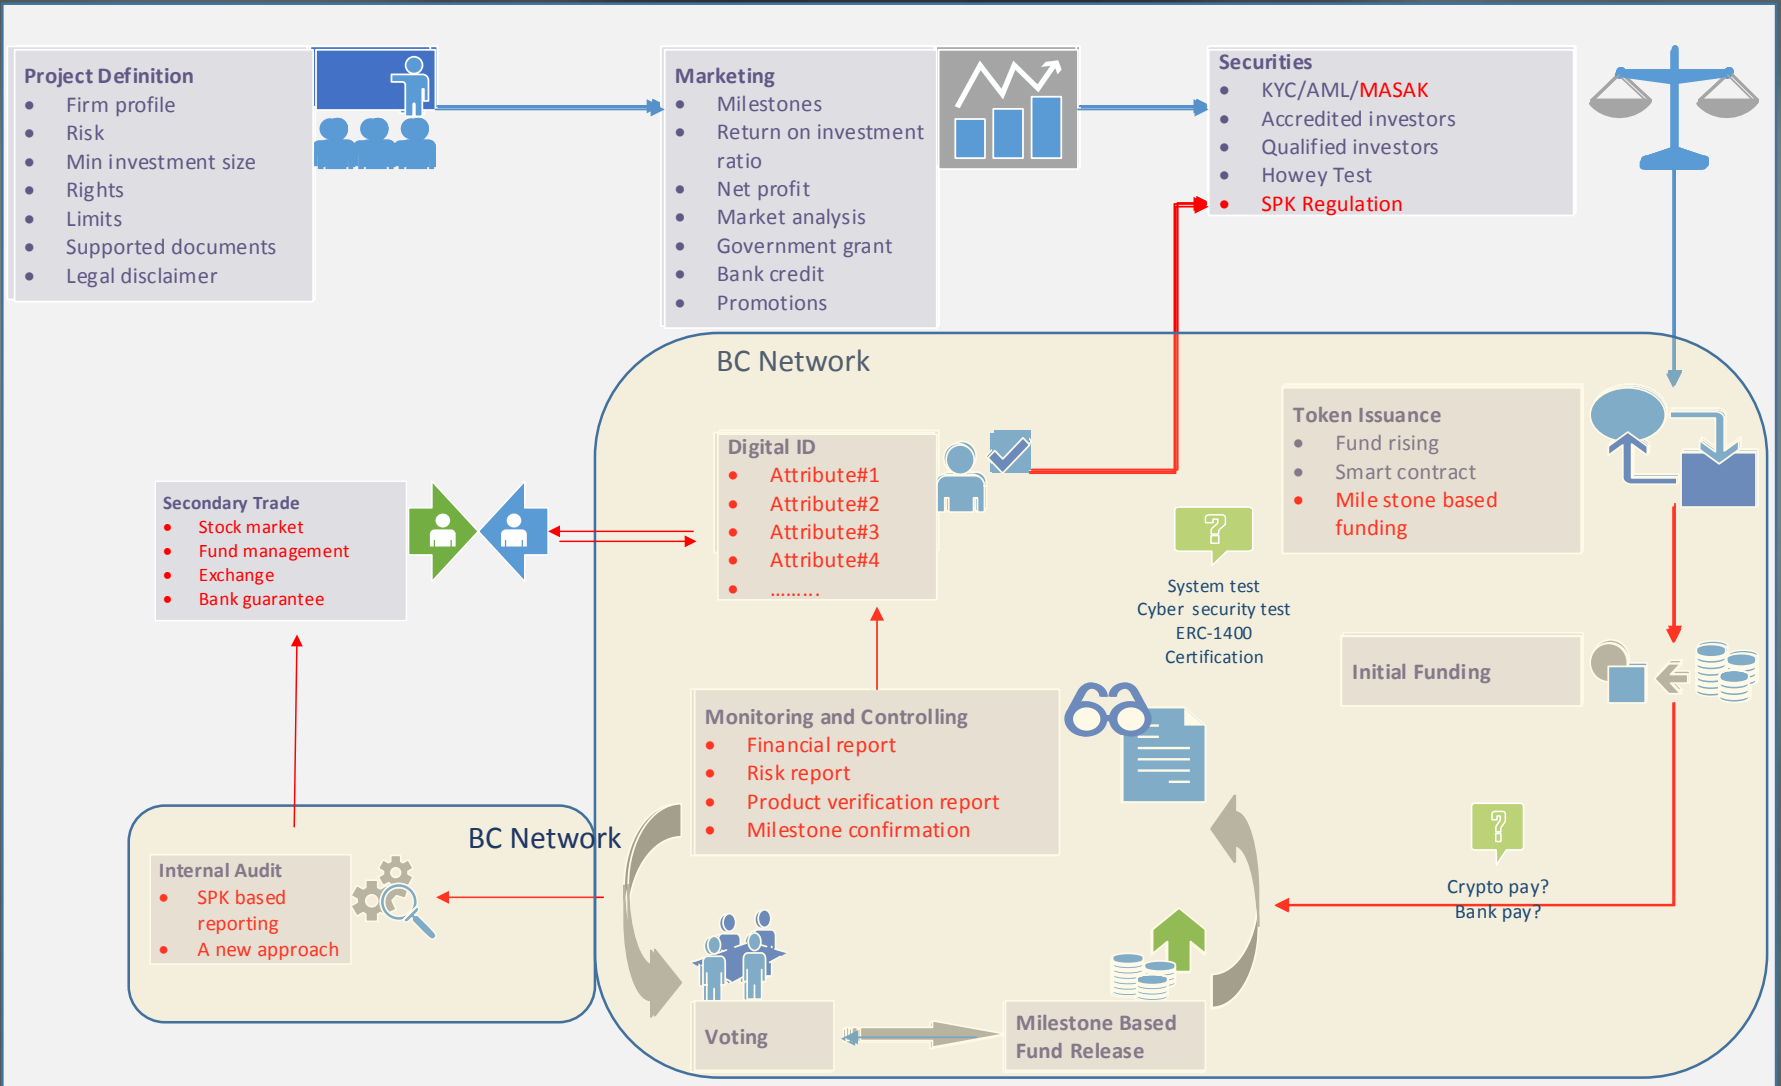 Project Definition
• Firm profile
• Risk
• Min investment size
• Rights
• Limits
• Supported documents
• Legal disclaimer
Marketing
• Milestones
• Return on investment
ratio
• Net profit
• Market analysis
• Government grant
• Bank credit
• Promotions
Securities
• KYC/AML/MASAK
• Accredited investors
• Qualified investors
• Howey Test
• SPK Regulation
BC Network
Token Issuance
• Fund rising
• Smart contract
• Mile stone based
funding
Digital ID
• Attribute#1
• Attribute#2
• Attribute#3
• Attribute#4
• .........
Secondary Trade
• Stock market
• Fund management
• Exchange
• Bank guarantee
?
System test
Cyber security test
ERC-1400
Certification
Initial Funding
Monitoring and Controlling
• Financial report
• Risk report
• Product verification report
• Milestone confirmation
?
Crypto pay?
Bank pay?
BC Network
Internal Audit
• SPK based
reporting
• A new approach
Voting
Milestone Based
Fund Release